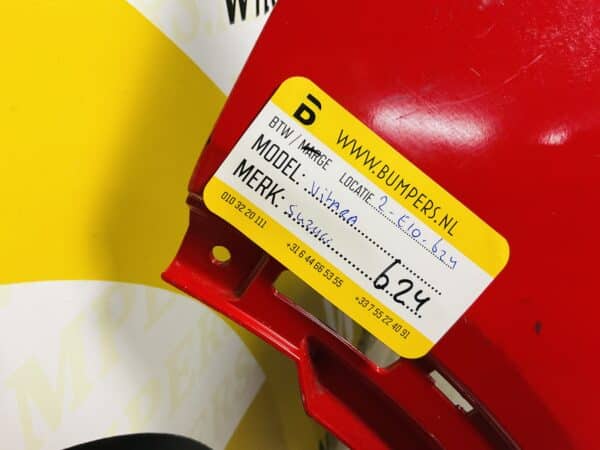 WWW.BUMPERS.NL
BTW / MARGE
LOCATIE 2-E10-624
MODEL: Vitara
MERK: Suzuki
624
010 32 20 111
+31 6 44 66 53 55
+33 7 55 22 40 91